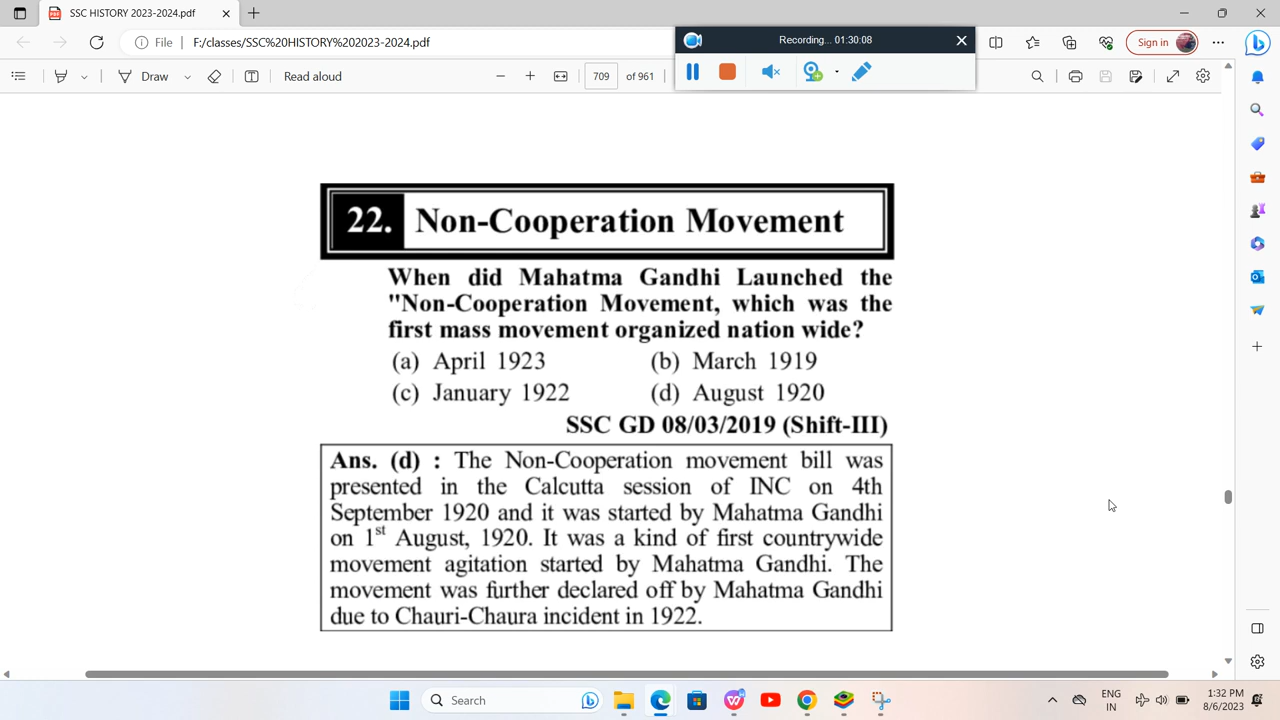 SSC HISTORY 2023-2024.pdf
Recording... 01:30:08
File F:/classes/SSC%20HISTORY%202023-2024.pdf
Sign in
Draw
Read aloud
709 of 961
22. Non-Cooperation Movement
When did Mahatma Gandhi Launched the
"Non-Cooperation Movement, which was the
first mass movement organized nation wide?
(a) April 1923 (b) March 1919
(c) January 1922 (d) August 1920
SSC GD 08/03/2019 (Shift-III)
Ans. (d) : The Non-Cooperation movement bill was
presented in the Calcutta session of INC on 4th
September 1920 and it was started by Mahatma Gandhi
on 1st August, 1920. It was a kind of first countrywide
movement agitation started by Mahatma Gandhi. The
movement was further declared off by Mahatma Gandhi
due to Chauri-Chaura incident in 1922.
Search
ENG
IN
1:32 PM
8/6/2023